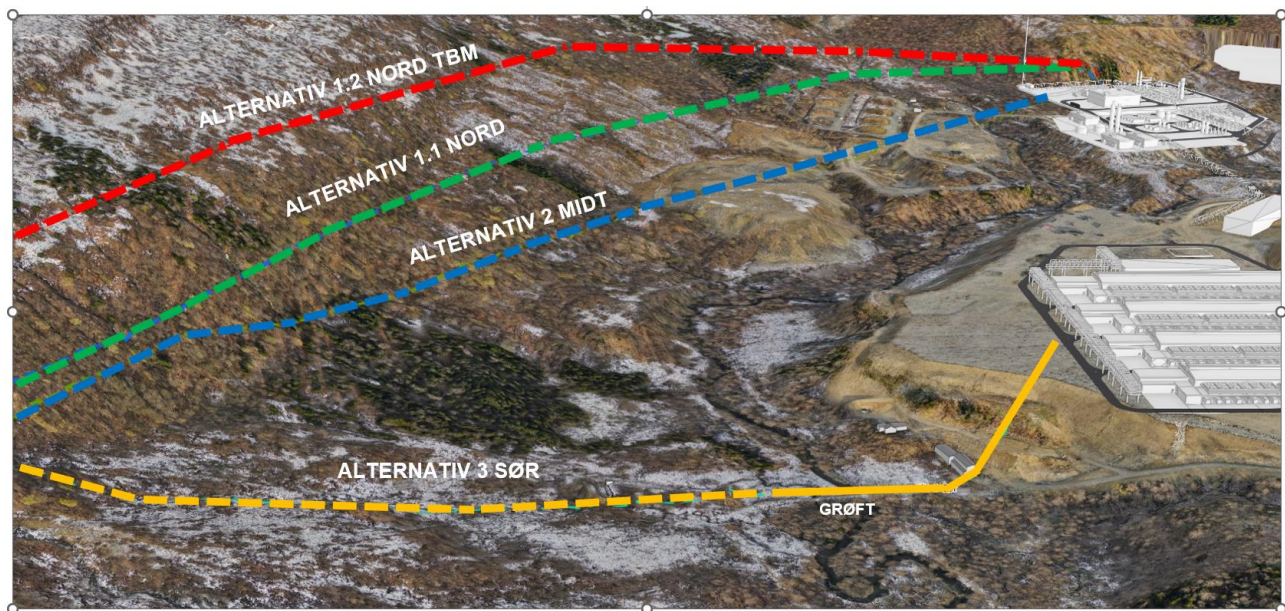 ALTERNATIV 1:2 NORD TBM
ALTERNATIV 1.1 NORD
ALTERNATIV 2 MIDT
ALTERNATIV 3 SØR
GRØFT